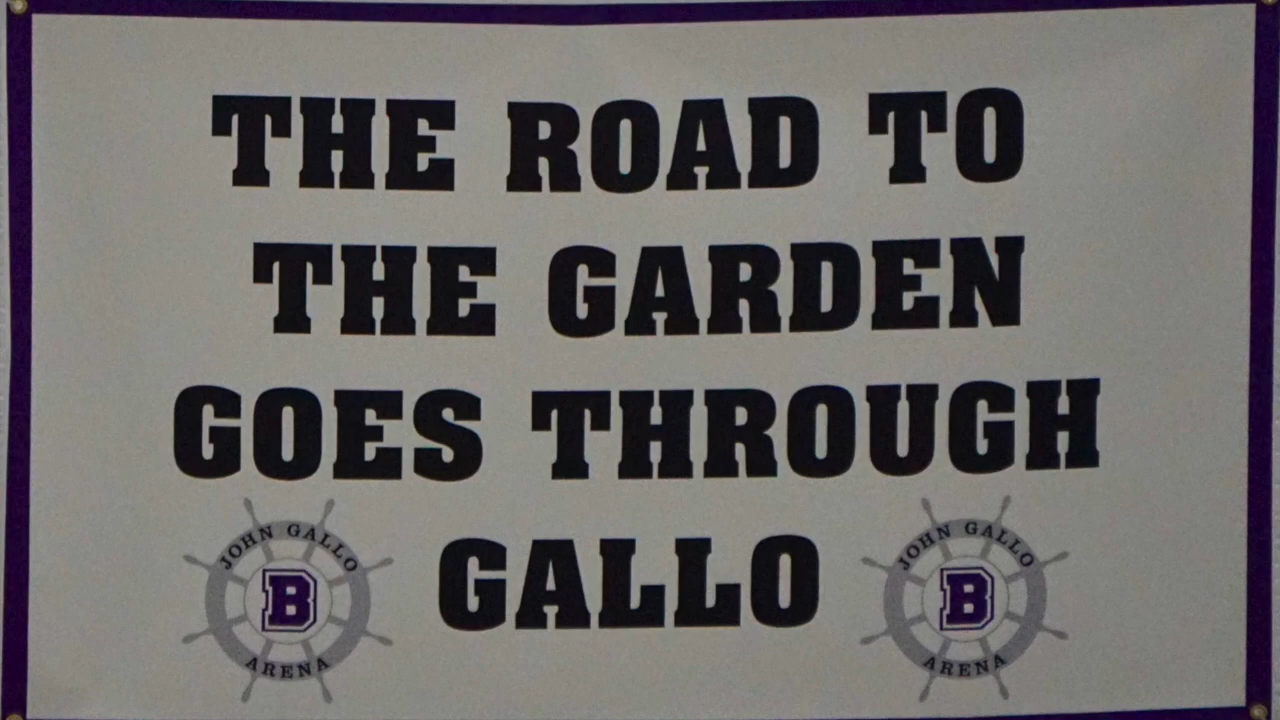 THE ROAD TO
THE GARDEN
GOES THROUGH
GALLO
JOHN GALLO
B
ARENA
JOHN GALLO
B
ARENA